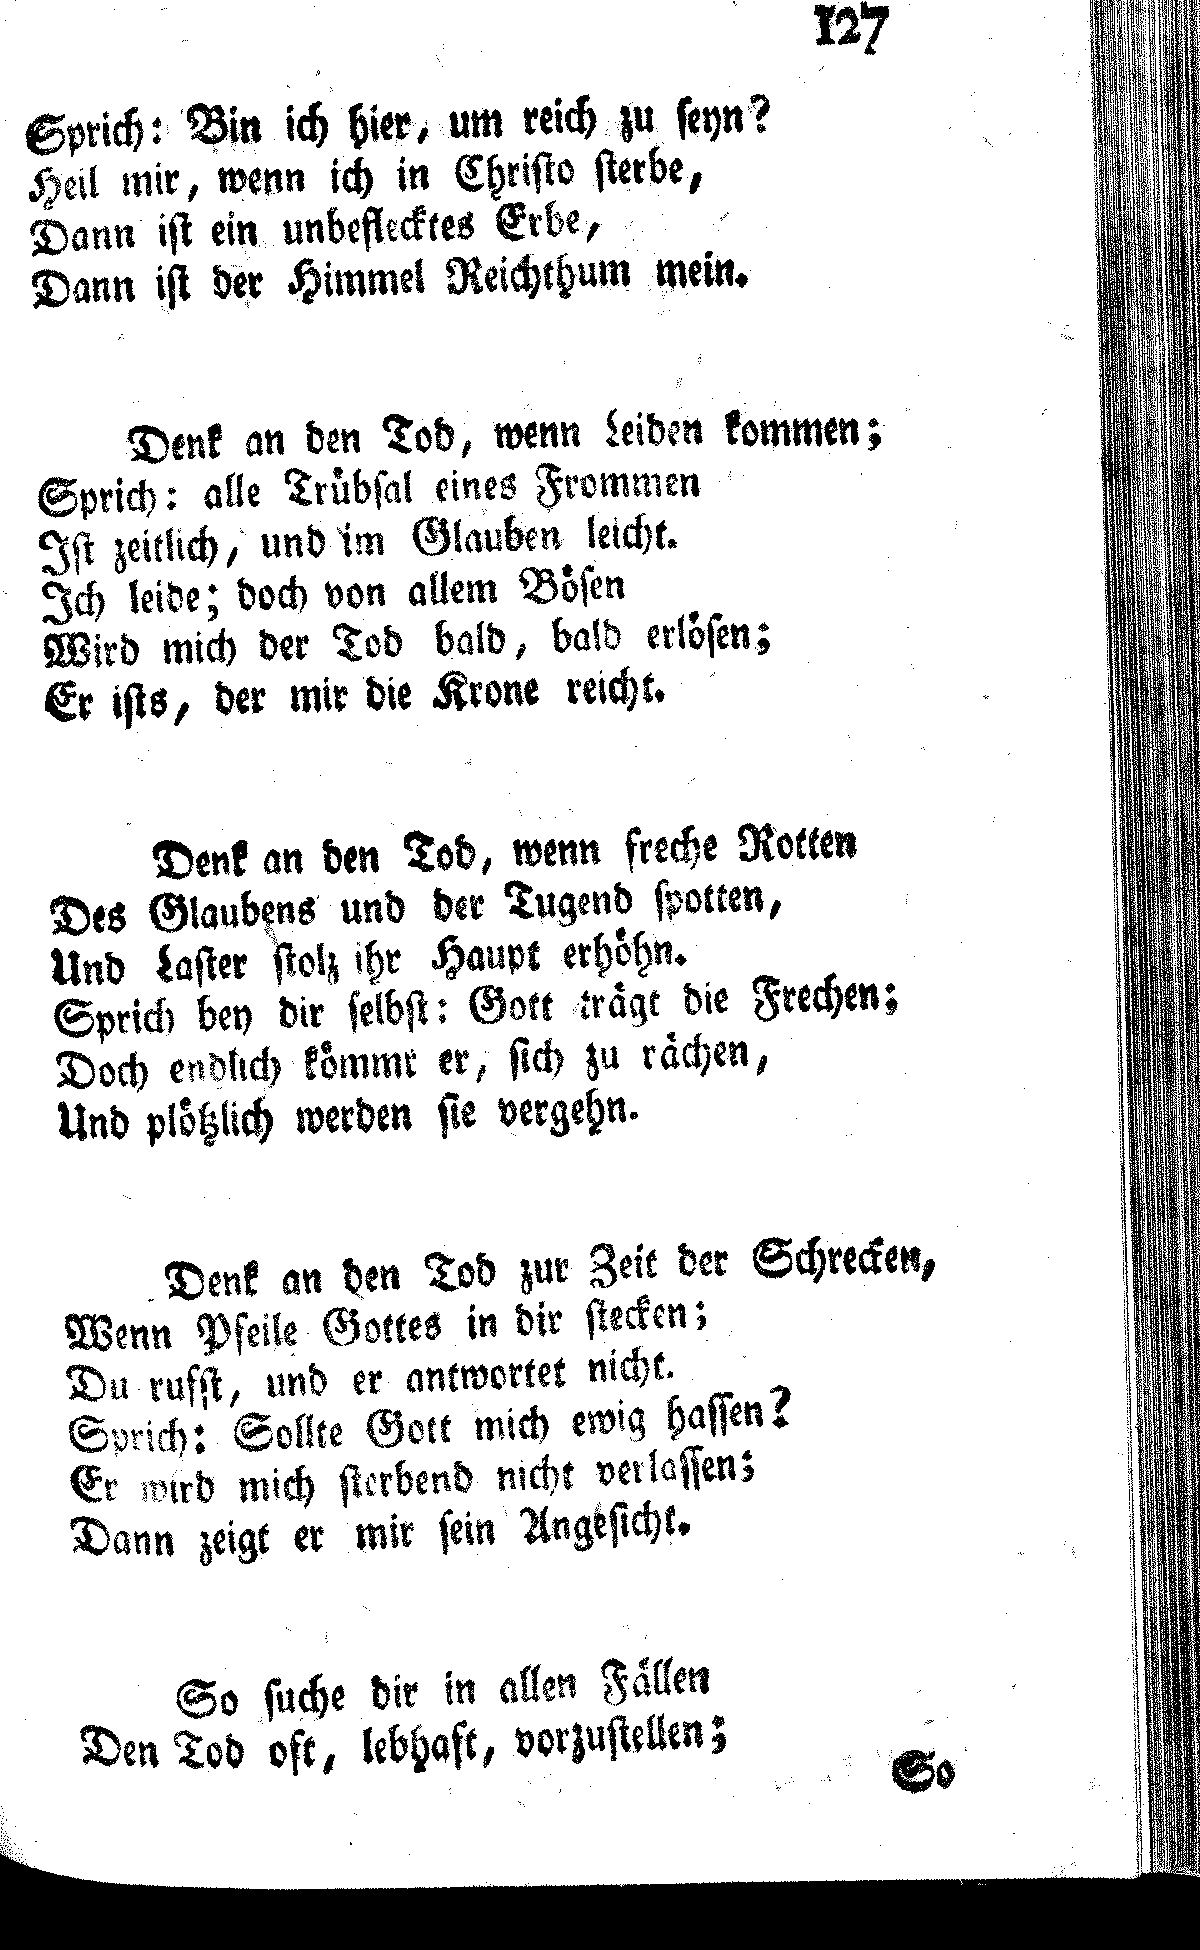 127
Sprich: Bin ich hier, um reich zu seyn?
Heil mir, wenn ich in Christo sterbe,
Dann ist ein unbeflecktes Erbe,
Dann ist der Himmel Reichthum mein.
Denk an den Tod, wenn Leiden kommen;
Sprich: alle Trübsal eines Frommen
Ist zeitlich, und im Glauben leicht.
Ich leide; doch von allem Bösen
Wird mich der Tod bald, bald erlösen;
Er ists, der mir die Krone reicht.
Denk an den Tod, wenn freche Rotten
Des Glaubens und der Tugend spotten,
Und Laster stolz ihr Haupt erhöhn.
Sprich bey dir selbst: Gott trägt die Frechen;
Doch endlich kömmt er, sich zu rächen,
Und plötzlich werden sie vergehn.
Denk an den Tod zur Zeit der Schrecken,
Wenn Pfeile Gottes in dir stecken;
Du rufst, und er antwortet nicht.
Sprich: Sollte Gott mich ewig hassen?
Er wird mich sterbend nicht verlassen;
Dann zeigt er mir sein Angesicht.
So suche dir in allen Fällen
Den Tod oft, lebhaft, vorzustellen;
So